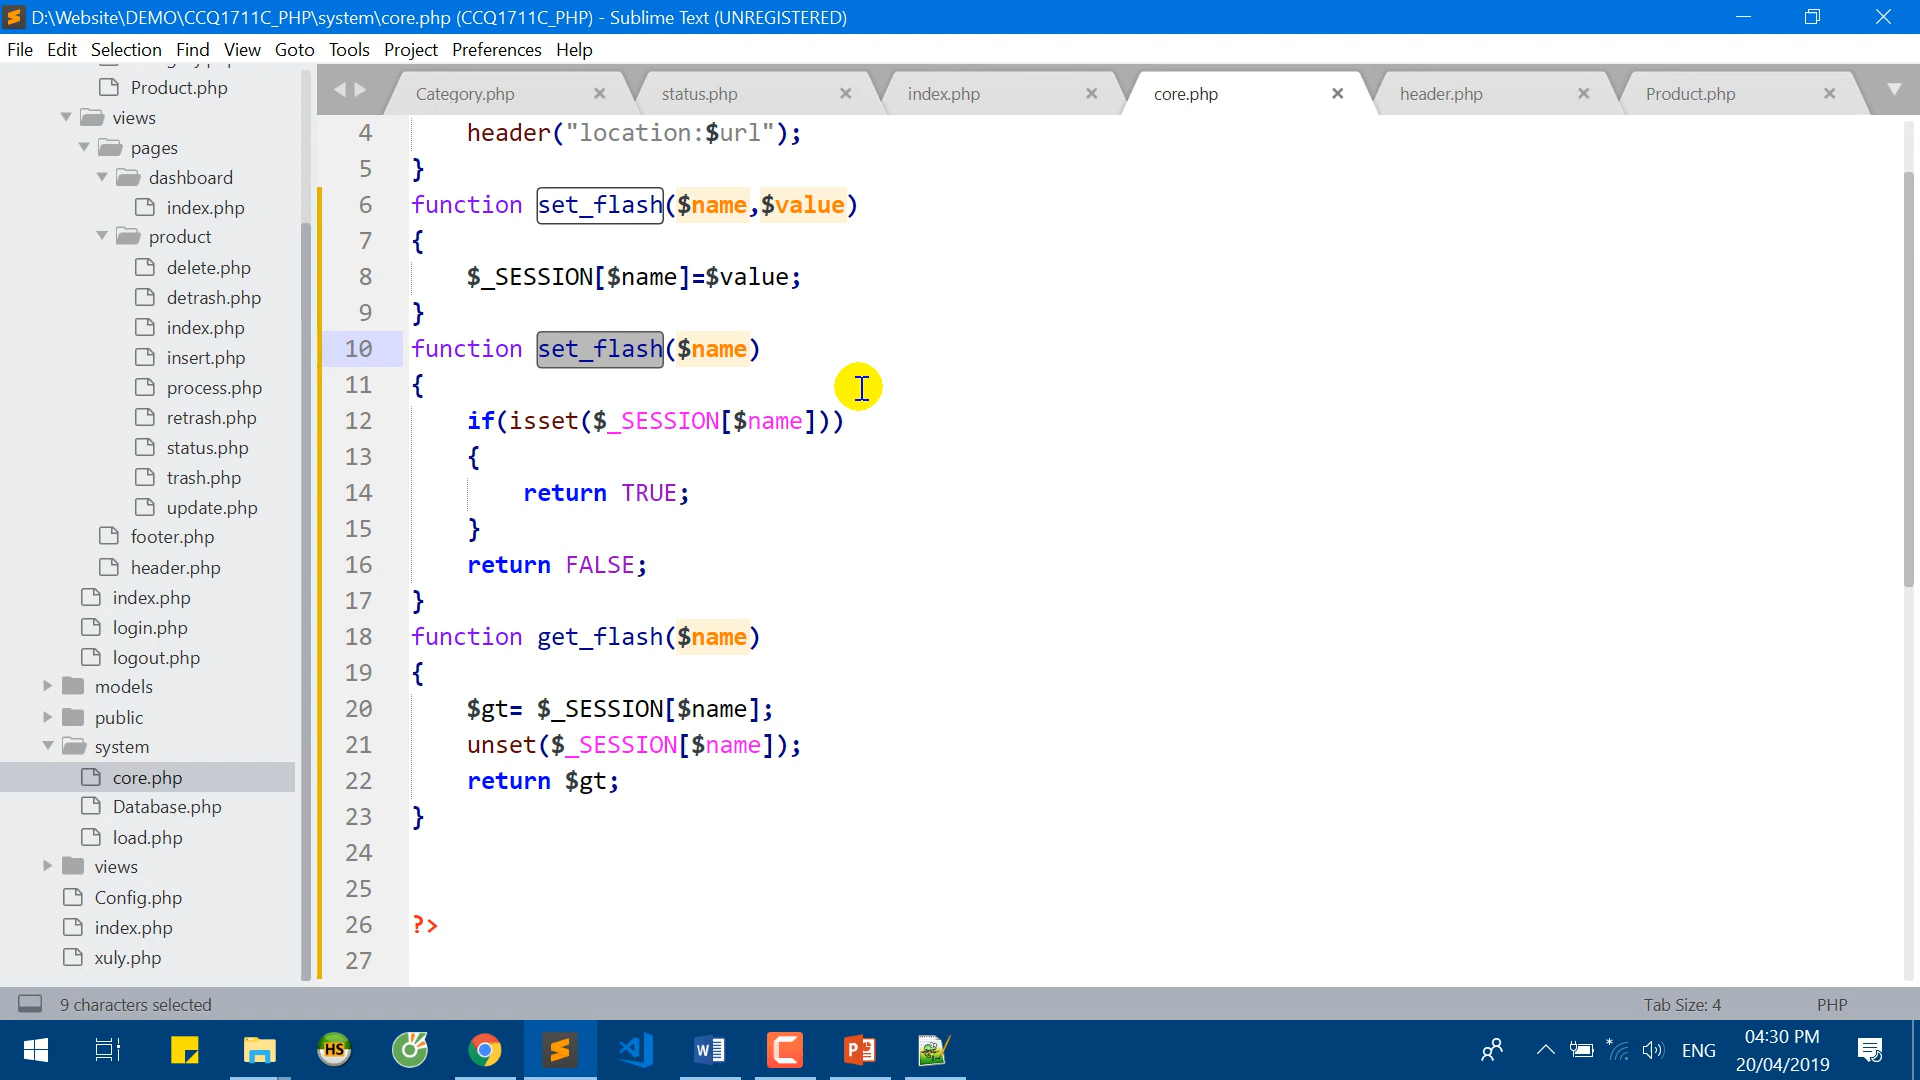 D:\Website\DEMO\CCQ1711C_PHP\system\core.php (CCQ1711C_PHP) - Sublime Text (UNREGISTERED)
File Edit Selection Find View Goto Tools Project Preferences Help
Product.php
views
pages
dashboard
index.php
product
delete.php
detrash.php
index.php
insert.php
process.php
retrash.php
status.php
trash.php
update.php
footer.php
header.php
index.php
login.php
logout.php
models
public
system
core.php
Database.php
load.php
views
Config.php
index.php
xuly.php
Category.php status.php index.php core.php header.php Product.php
4 header("location:$url");
5 }
6 function set_flash($name,$value)
7 {
8 $_SESSION[$name]=$value;
9 }
10 function set_flash($name)
11 {
12 if(isset($_SESSION[$name]))
13 {
14 return TRUE;
15 }
16 return FALSE;
17 }
18 function get_flash($name)
19 {
20 $gt= $_SESSION[$name];
21 unset($_SESSION[$name]);
22 return $gt;
23 }
24
25
26 ?>
27
9 characters selected Tab Size: 4 PHP
HS
ENG
04:30 PM
20/04/2019